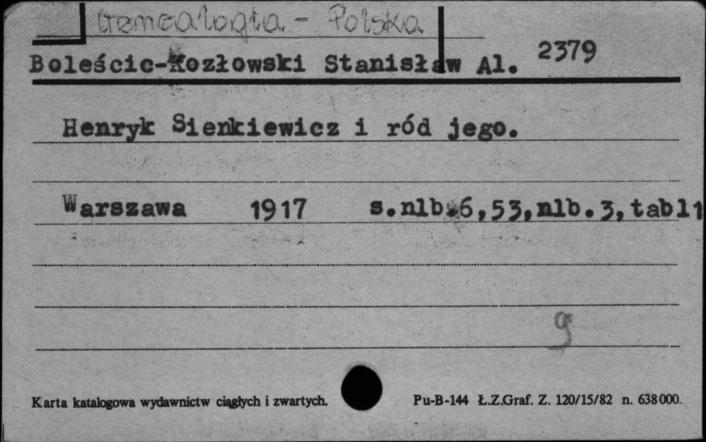 Genealogia - Polska
Boleścic-Kozłowski Stanisław Al. 2379
Henryk Sienkiewicz i ród jego.
Warszawa 1917 s.nlb.6,53,nlb.3,tabl1
g
Karta katalogowa wydawnictw ciągłych i zwartych. Pu-B-144 Ł.Z.Graf. Z. 120/15/82 n. 638000.